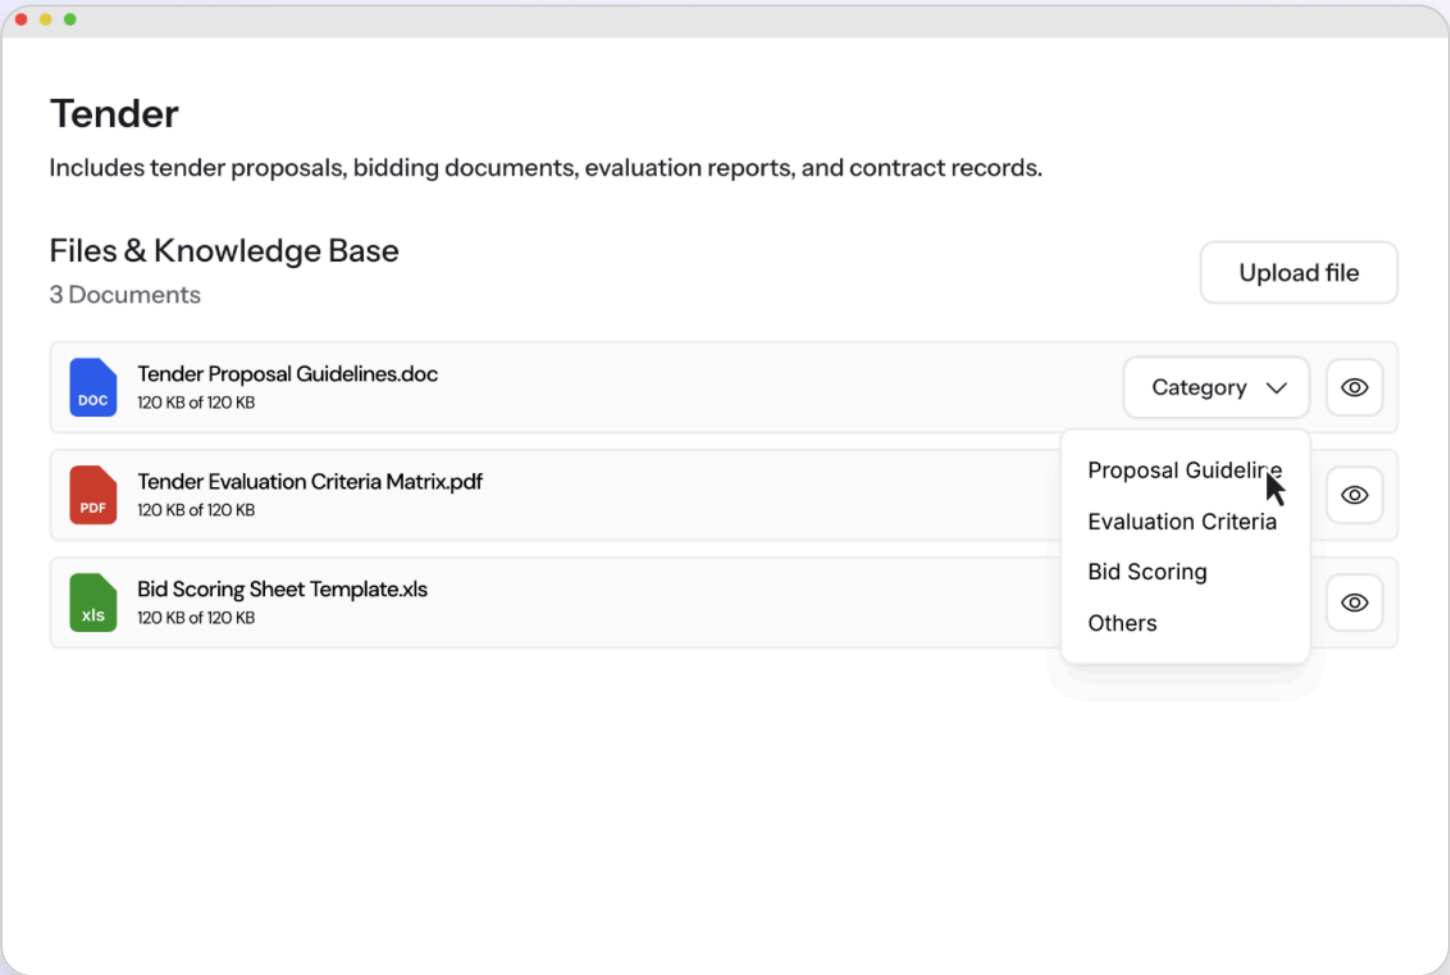 Tender
Includes tender proposals, bidding documents, evaluation reports, and contract records.
Files & Knowledge Base
3 Documents
Upload file
DOC
Tender Proposal Guidelines.doc
120 KB of 120 KB
Category
PDF
Tender Evaluation Criteria Matrix.pdf
120 KB of 120 KB
xls
Bid Scoring Sheet Template.xls
120 KB of 120 KB
Proposal Guideline
Evaluation Criteria
Bid Scoring
Others